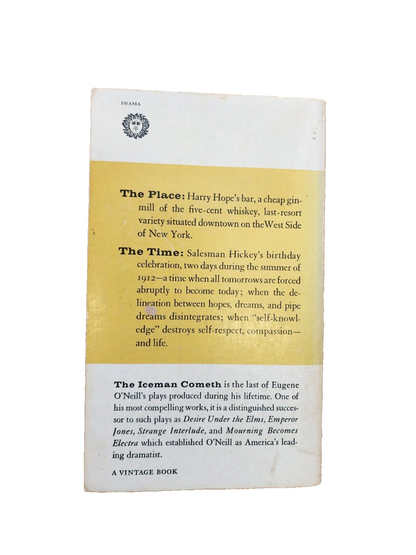 DRAMA
The Place: Harry Hope's bar, a cheap gin-
mill of the five-cent whiskey, last-resort
variety situated downtown on the West Side
of New York.
The Time: Salesman Hickey's birthday
celebration, two days during the summer of
1912—a time when all tomorrows are forced
abruptly to become today; when the de-
lineation between hopes, dreams, and pipe
dreams disintegrates; when "self-knowl-
edge" destroys self-respect, compassion—
and life.
The Iceman Cometh is the last of Eugene
O'Neill's plays produced during his lifetime. One of
his most compelling works, it is a distinguished succes-
sor to such plays as Desire Under the Elms, Emperor
Jones, Strange Interlude, and Mourning Becomes
Electra which established O'Neill as America's lead-
ing dramatist.
A VINTAGE BOOK